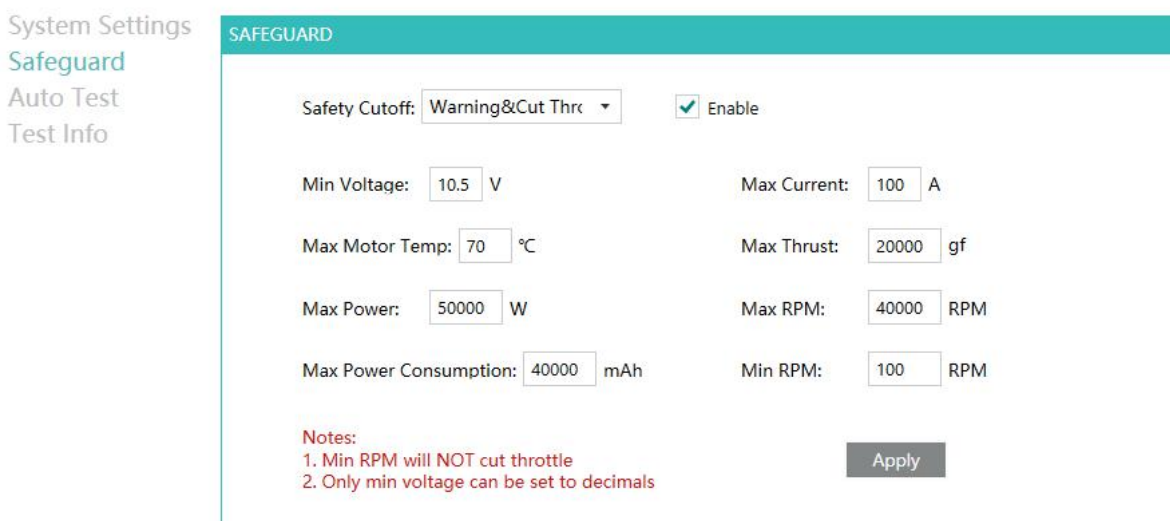 System Settings
Safeguard
Auto Test
Test Info
SAFEGUARD
Safety Cutoff: Warning&Cut Thro Enable
Min Voltage: 10.5 V Max Current: 100 A
Max Motor Temp: 70 ℃ Max Thrust: 20000 gf
Max Power: 50000 W Max RPM: 40000 RPM
Max Power Consumption: 40000 mAh Min RPM: 100 RPM
Notes:
1. Min RPM will NOT cut throttle
2. Only min voltage can be set to decimals
Apply